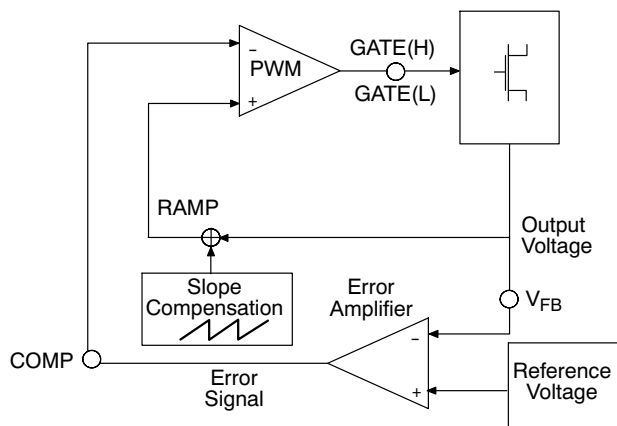 GATE(H)
−
PWM
GATE(L)
+
RAMP
Output
Voltage
Slope
Compensation
Error
Amplifier
VFB
−
COMP
Error
Signal
+
Reference
Voltage